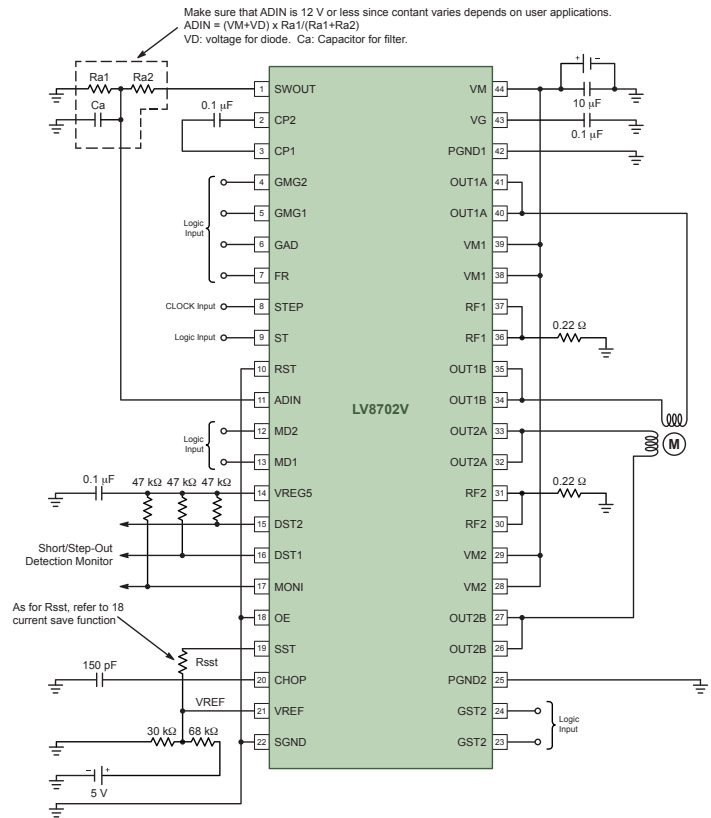 Make sure that ADIN is 12 V or less since contant varies depends on user applications.
ADIN = (VM+VD) x Ra1/(Ra1+Ra2)
VD: voltage for diode. Ca: Capacitor for filter.
Ra1 Ra2
Ca
0.1 µF
1 SWOUT
2 CP2
3 CP1
4 GMG2
5 GMG1
6 GAD
7 FR
8 STEP
9 ST
10 RST
11 ADIN
12 MD2
13 MD1
14 VREG5
15 DST2
16 DST1
17 MONI
18 OE
19 SST
20 CHOP
21 VREF
22 SGND
LV8702V
VM 44
VG 43
PGND1 42
OUT1A 41
OUT1A 40
VM1 39
VM1 38
RF1 37
RF1 36
OUT1B 35
OUT1B 34
OUT2A 33
OUT2A 32
RF2 31
RF2 30
VM2 29
VM2 28
OUT2B 27
OUT2B 26
PGND2 25
GST2 24
GST2 23
Logic
Input
CLOCK Input
Logic Input
Logic
Input
0.1 µF 47 kΩ 47 kΩ 47 kΩ
Short/Step-Out
Detection Monitor
As for Rsst, refer to 18
current save function
Rsst
150 pF
VREF
30 kΩ 68 kΩ
– +
5 V
+ –
10 µF
0.1 µF
0.22 Ω
M
0.22 Ω
Logic
Input